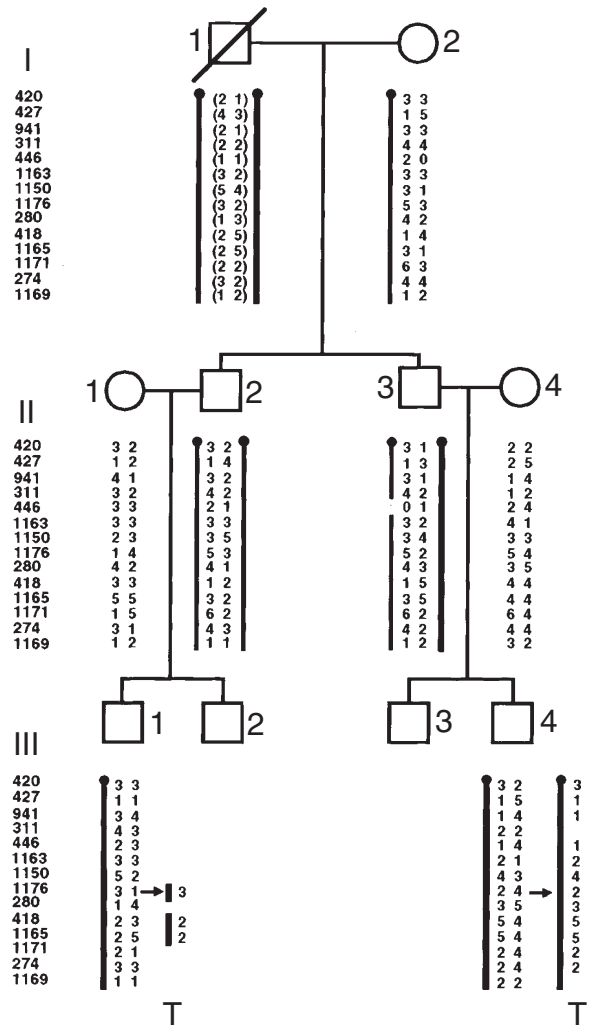 1 2
I
420 (2 1) 3 3
427 (4 3) 1 5
941 (2 1) 3 3
311 (2 2) 4 4
446 (1 1) 2 0
1163 (3 2) 3 3
1150 (5 4) 3 1
1176 (3 2) 5 3
280 (1 3) 4 2
418 (2 5) 1 4
1165 (2 5) 3 1
1171 (2 2) 6 3
274 (3 2) 4 4
1169 (1 2) 1 2
1 2 3 4
II
420 3 2 3 2 3 1 2 2
427 1 2 1 4 1 3 2 5
941 4 1 3 2 3 1 1 4
311 3 2 4 2 4 2 1 2
446 3 3 2 1 0 1 2 4
1163 3 3 3 3 3 2 4 1
1150 2 3 3 5 3 4 3 3
1176 1 4 5 3 5 2 5 4
280 4 2 4 1 4 3 3 5
418 3 3 1 2 1 5 4 4
1165 5 5 3 2 3 5 4 4
1171 1 5 6 2 6 2 6 4
274 3 1 4 3 4 2 4 4
1169 1 2 1 1 1 2 3 2
1 2 3 4
III
420 3 3 3 2 3
427 1 1 1 5 1
941 3 4 1 4 1
311 4 3 2 2
446 2 3 1 4 1
1163 3 3 2 1 2
1150 5 2 4 3 4
1176 3 1 → 3 2 4 → 2
280 1 4 3 5 3
418 2 3 2 5 4 5
1165 2 5 2 5 4 5
1171 2 1 2 4 2
274 3 3 2 4 2
1169 1 1 2 2
T T